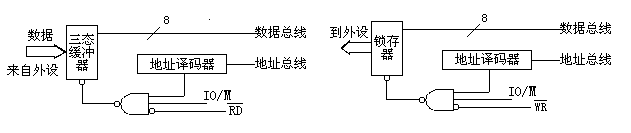 8
数据
三态缓冲器
数据总线
来自外设
地址译码器
地址总线
IO/M̅
R̅D̅
8
到外设
锁存器
数据总线
地址译码器
地址总线
IO/M̅
W̅R̅